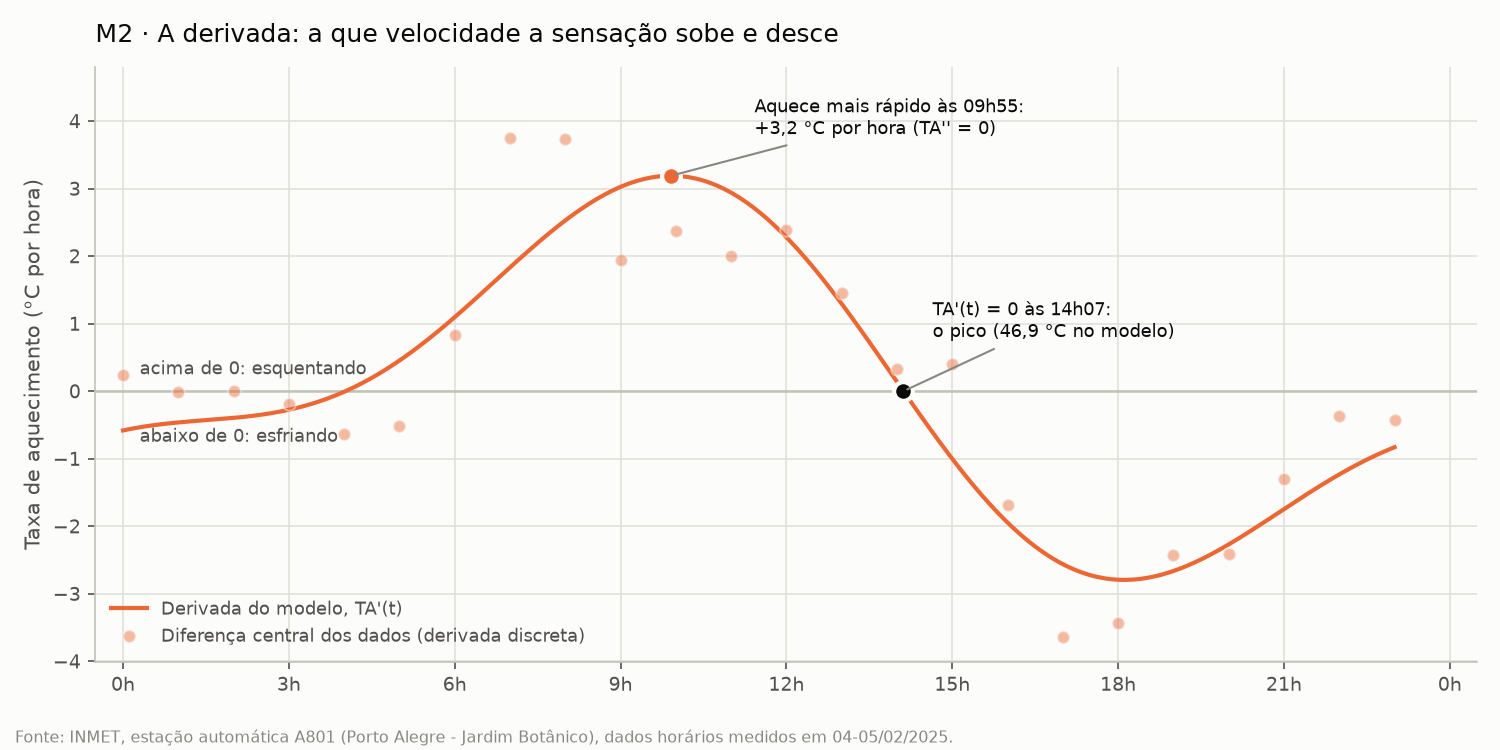 M2 · A derivada: a que velocidade a sensação sobe e desce
Taxa de aquecimento (°C por hora)
4
3
2
1
0
−1
−2
−3
−4
Aquece mais rápido às 09h55:
+3,2 °C por hora (TA'' = 0)
TA'(t) = 0 às 14h07:
o pico (46,9 °C no modelo)
acima de 0: esquentando
abaixo de 0: esfriando
Derivada do modelo, TA'(t)
Diferença central dos dados (derivada discreta)
0h 3h 6h 9h 12h 15h 18h 21h 0h
Fonte: INMET, estação automática A801 (Porto Alegre - Jardim Botânico), dados horários medidos em 04-05/02/2025.